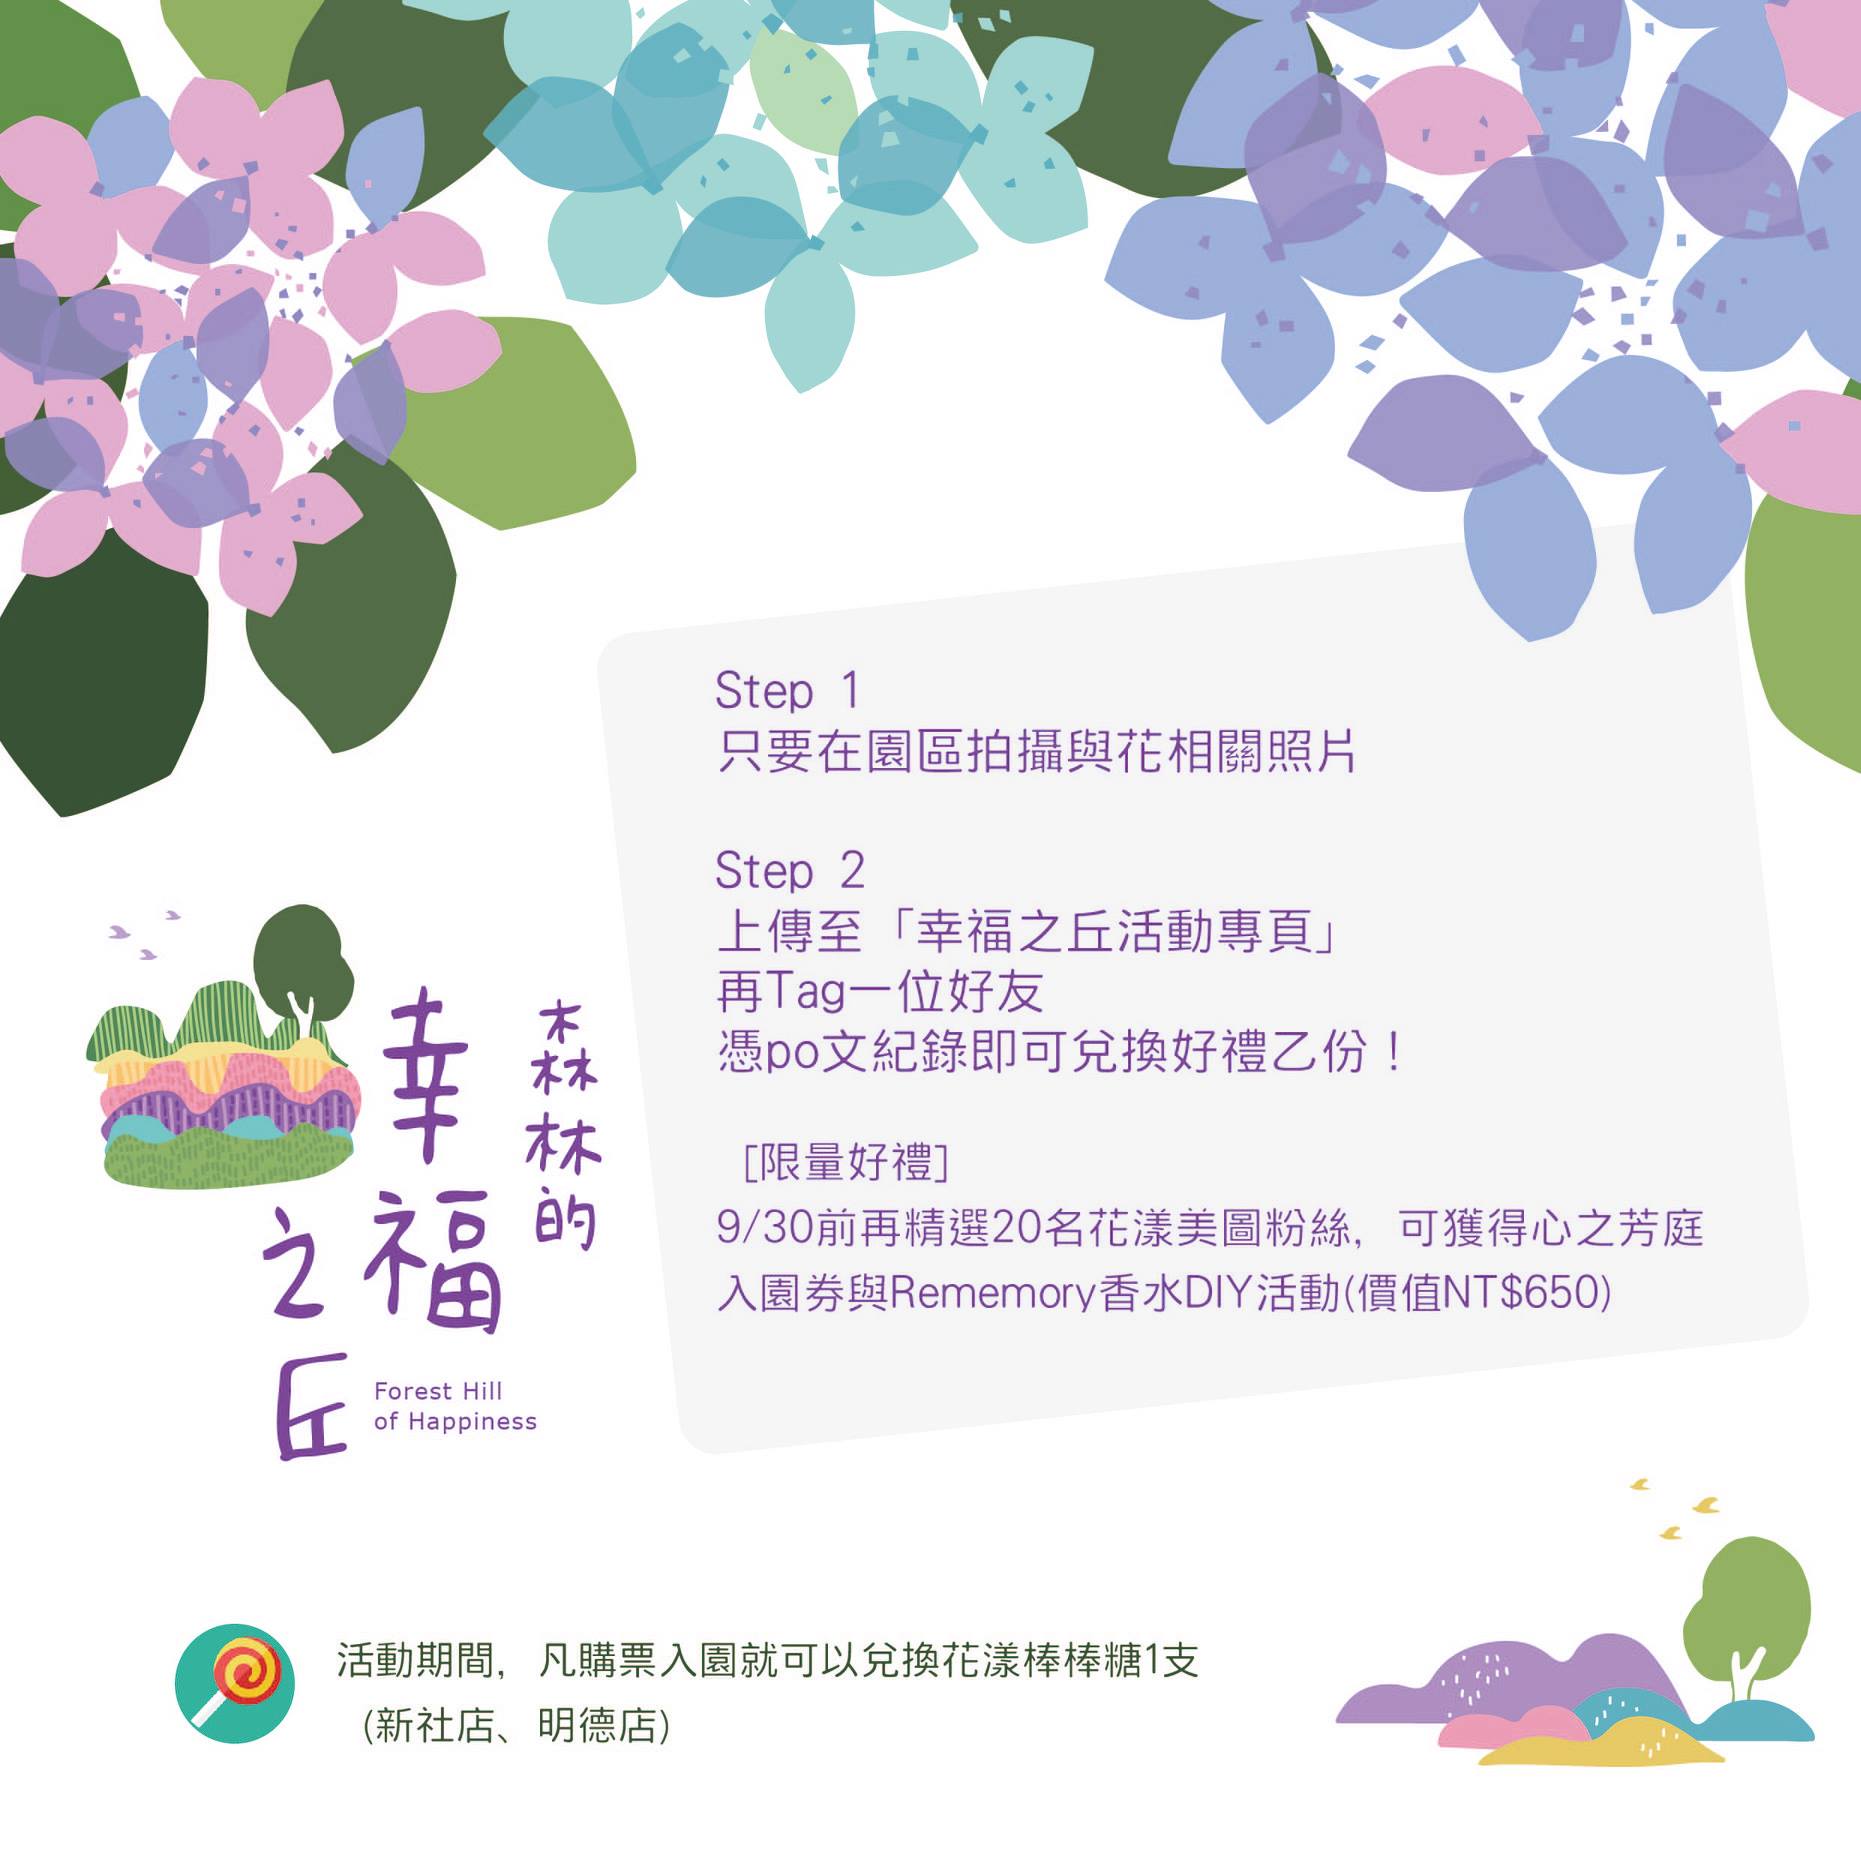 Step 1
只要在園區拍攝與花相關照片
Step 2
上傳至「幸福之丘活動專頁」
再Tag一位好友
憑po文紀錄即可兌換好禮乙份！
[限量好禮]
9/30前再精選20名花漾美圖粉絲，可獲得心之芳庭
入園券與Rememory香水DIY活動(價值NT$650)
森林的
幸福
之丘
Forest Hill
of Happiness
活動期間，凡購票入園就可以兌換花漾棒棒糖1支
(新社店、明德店)